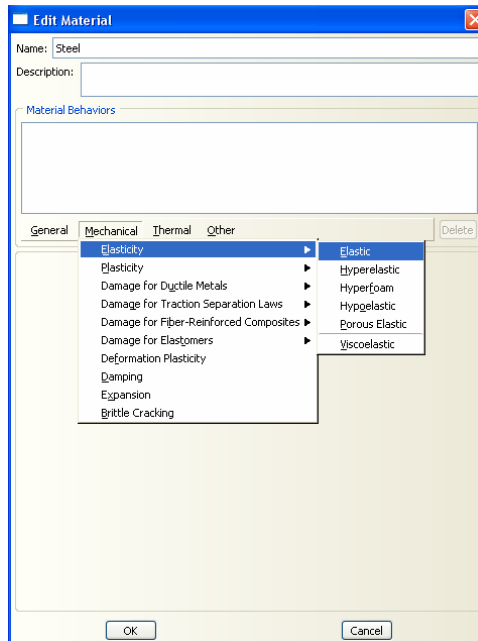 Edit Material
Name: Steel
Description:
Material Behaviors
General Mechanical Thermal Other Delete
Elasticity
Plasticity
Damage for Ductile Metals
Damage for Traction Separation Laws
Damage for Fiber-Reinforced Composites
Damage for Elastomers
Deformation Plasticity
Damping
Expansion
Brittle Cracking
Elastic
Hyperelastic
Hyperfoam
Hypoelastic
Porous Elastic
Viscoelastic
OK Cancel